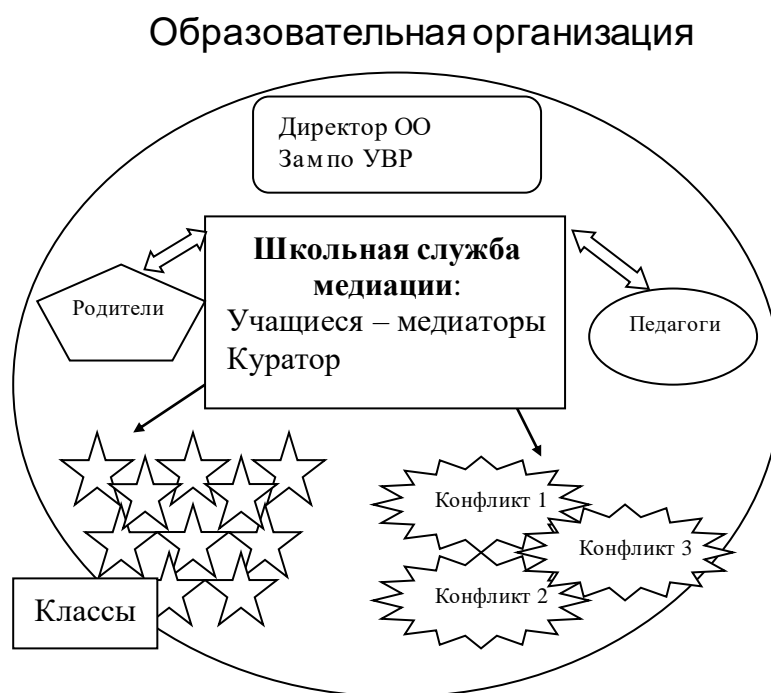 Образовательная организация
Директор ОО
Зам по УВР
Школьная служба
медиации:
Учащиеся – медиаторы
Куратор
Родители
Педагоги
Конфликт 1
Конфликт 3
Конфликт 2
Классы